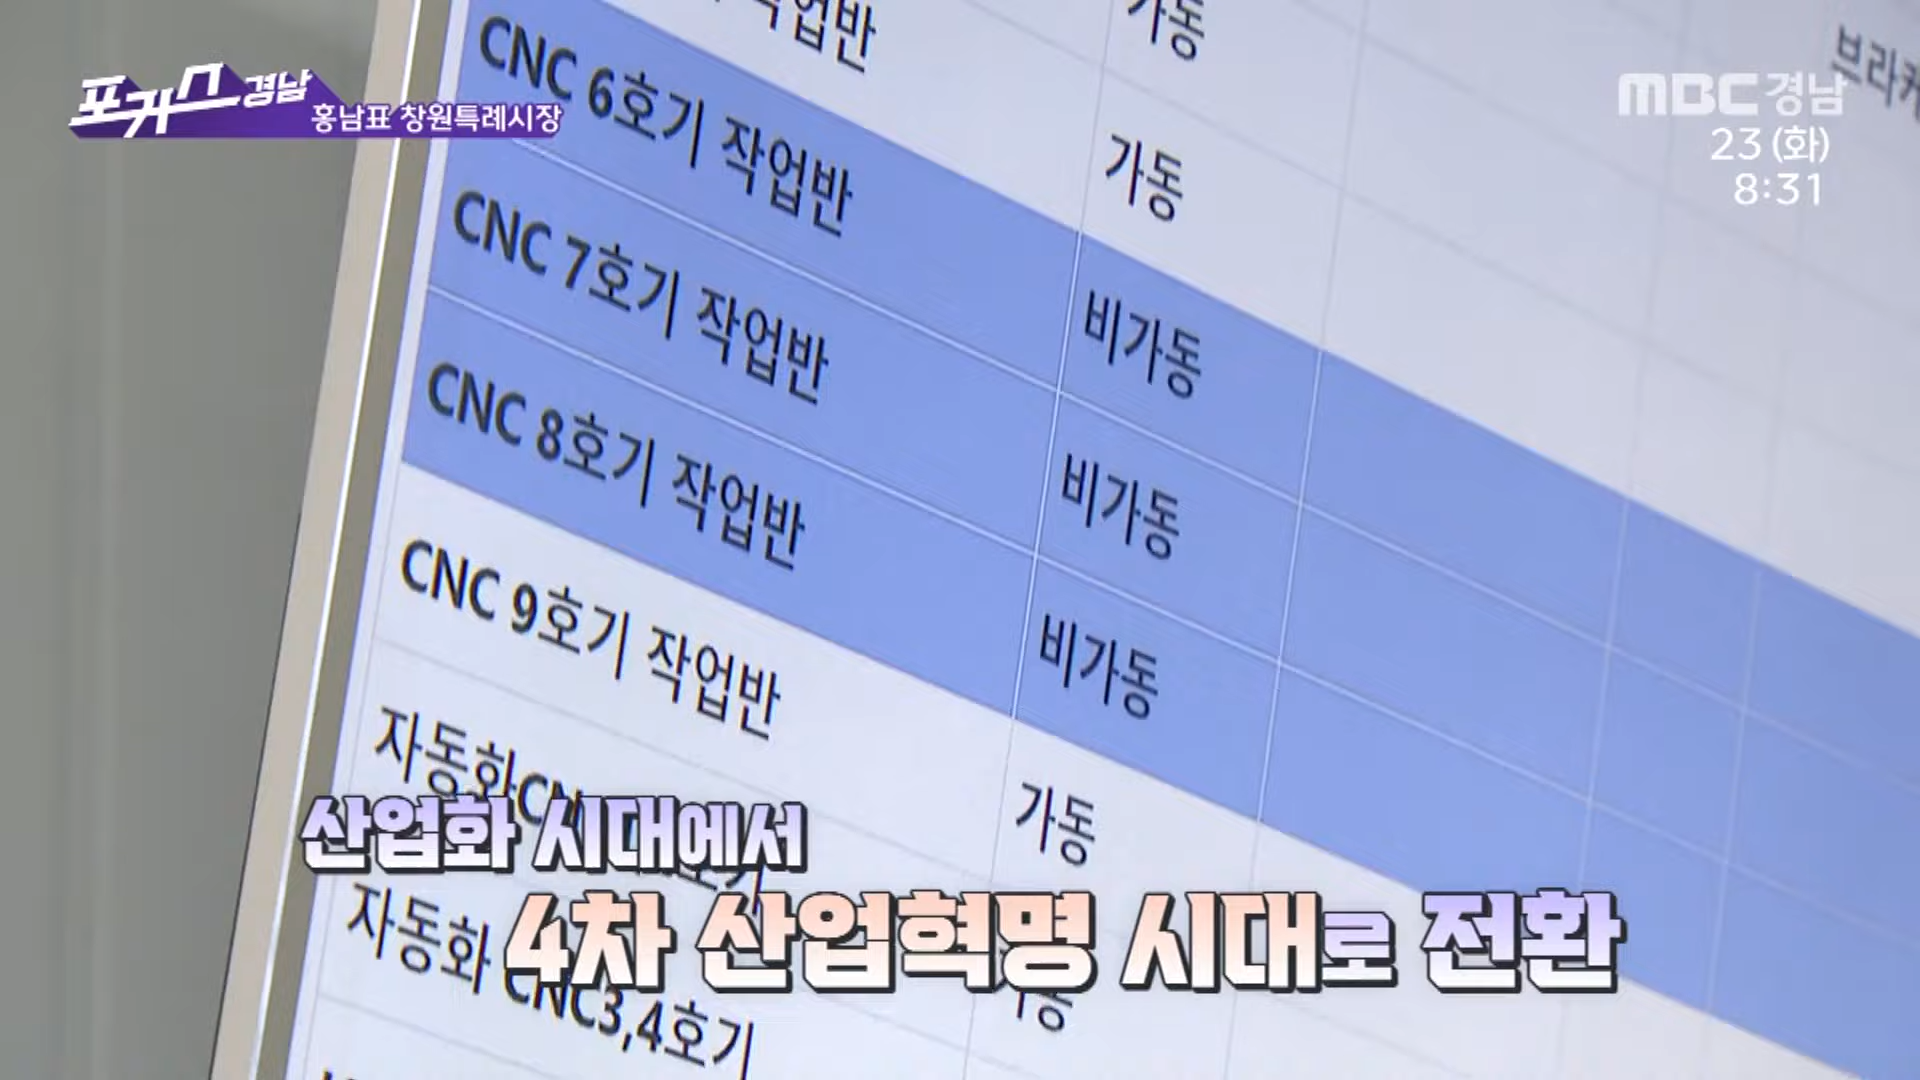 포커스 경남
홍남표 창원특례시장
MBC경남
23(화)
8:31
작업반 가동
CNC 6호기 작업반 가동
CNC 7호기 작업반 비가동
CNC 8호기 작업반 비가동
CNC 9호기 작업반 비가동
자동화 가동
자동화 CNC3,4호기
산업화 시대에서
4차 산업혁명 시대로 전환